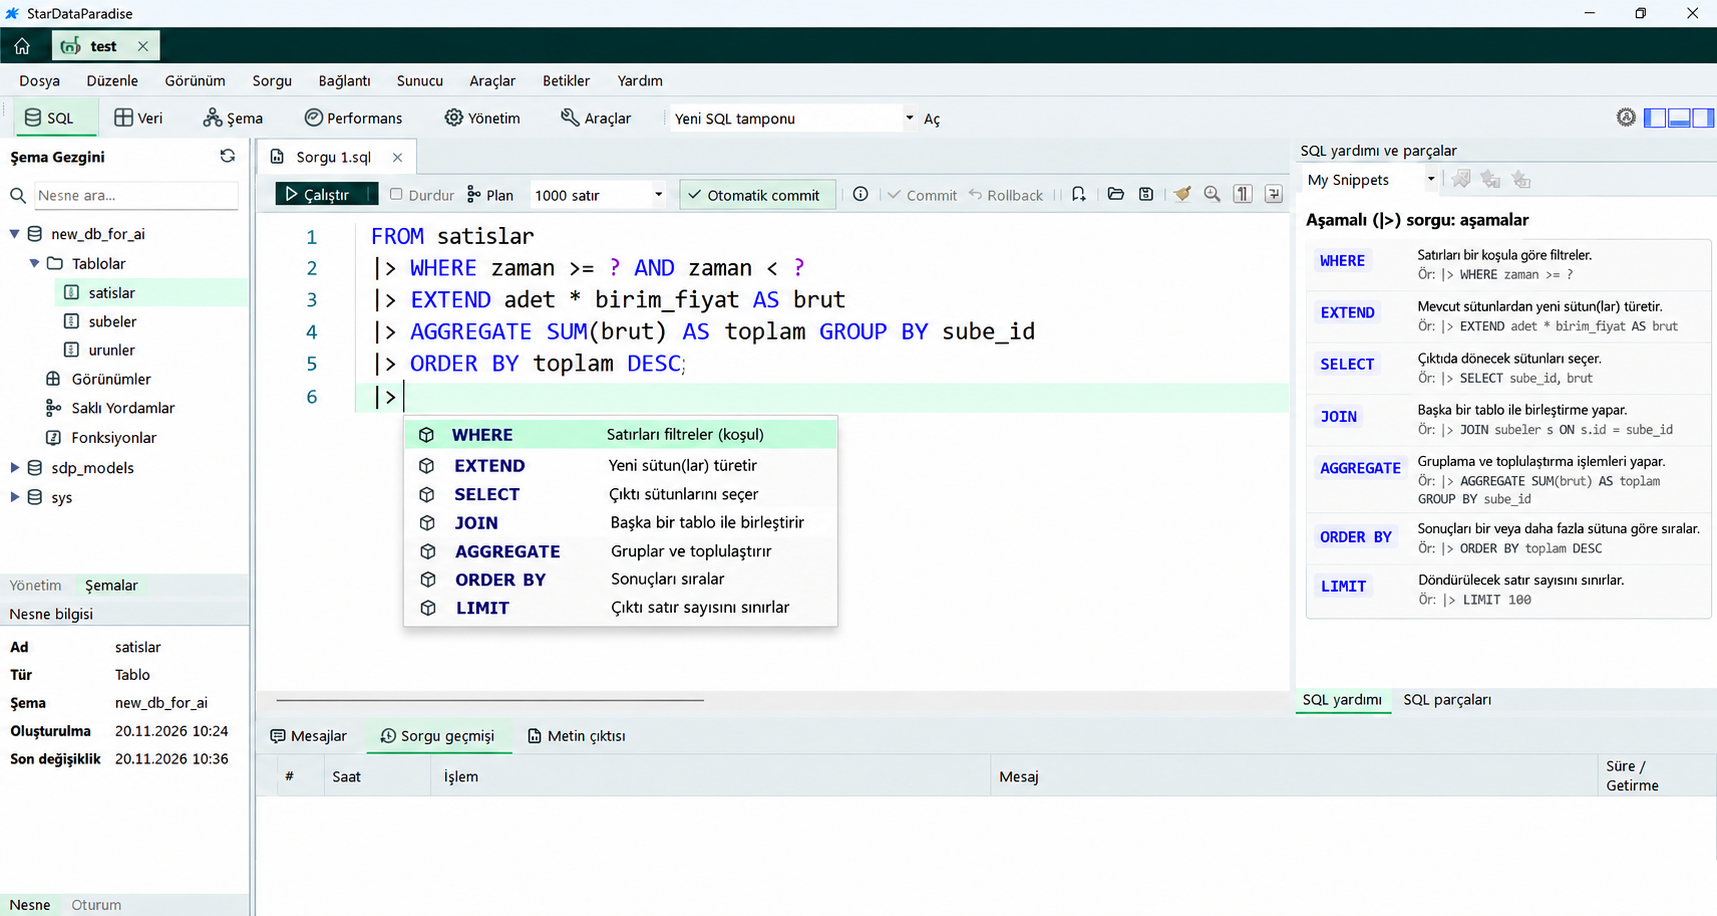 StarDataParadise
test
Dosya Düzenle Görünüm Sorgu Bağlantı Sunucu Araçlar Betikler Yardım
SQL Veri Şema Performans Yönetim Araçlar Yeni SQL tamponu Aç
Şema Gezgini
Nesne ara...
new_db_for_ai
Tablolar
satislar
subeler
urunler
Görünümler
Saklı Yordamlar
Fonksiyonlar
sdp_models
sys
Yönetim Şemalar
Nesne bilgisi
Ad satislar
Tür Tablo
Şema new_db_for_ai
Oluşturulma 20.11.2026 10:24
Son değişiklik 20.11.2026 10:36
Nesne Oturum
Sorgu 1.sql
Çalıştır Durdur Plan 1000 satır Otomatik commit Commit Rollback
1 FROM satislar
2 |> WHERE zaman >= ? AND zaman < ?
3 |> EXTEND adet * birim_fiyat AS brut
4 |> AGGREGATE SUM(brut) AS toplam GROUP BY sube_id
5 |> ORDER BY toplam DESC;
6 |>
WHERE Satırları filtreler (koşul)
EXTEND Yeni sütun(lar) türetir
SELECT Çıktı sütunlarını seçer
JOIN Başka bir tablo ile birleştirir
AGGREGATE Gruplar ve toplulaştırır
ORDER BY Sonuçları sıralar
LIMIT Çıktı satır sayısını sınırlar
Mesajlar Sorgu geçmişi Metin çıktısı
# Saat İşlem Mesaj Süre /
Getirme
SQL yardımı ve parçalar
My Snippets
Aşamalı (|>) sorgu: aşamalar
WHERE Satırları bir koşula göre filtreler.
Ör: |> WHERE zaman >= ?
EXTEND Mevcut sütunlardan yeni sütun(lar) türetir.
Ör: |> EXTEND adet * birim_fiyat AS brut
SELECT Çıktıda dönecek sütunları seçer.
Ör: |> SELECT sube_id, brut
JOIN Başka bir tablo ile birleştirme yapar.
Ör: |> JOIN subeler s ON s.id = sube_id
AGGREGATE Gruplama ve toplulaştırma işlemleri yapar.
Ör: |> AGGREGATE SUM(brut) AS toplam
GROUP BY sube_id
ORDER BY Sonuçları bir veya daha fazla sütuna göre sıralar.
Ör: |> ORDER BY toplam DESC
LIMIT Döndürülecek satır sayısını sınırlar.
Ör: |> LIMIT 100
SQL yardımı SQL parçaları